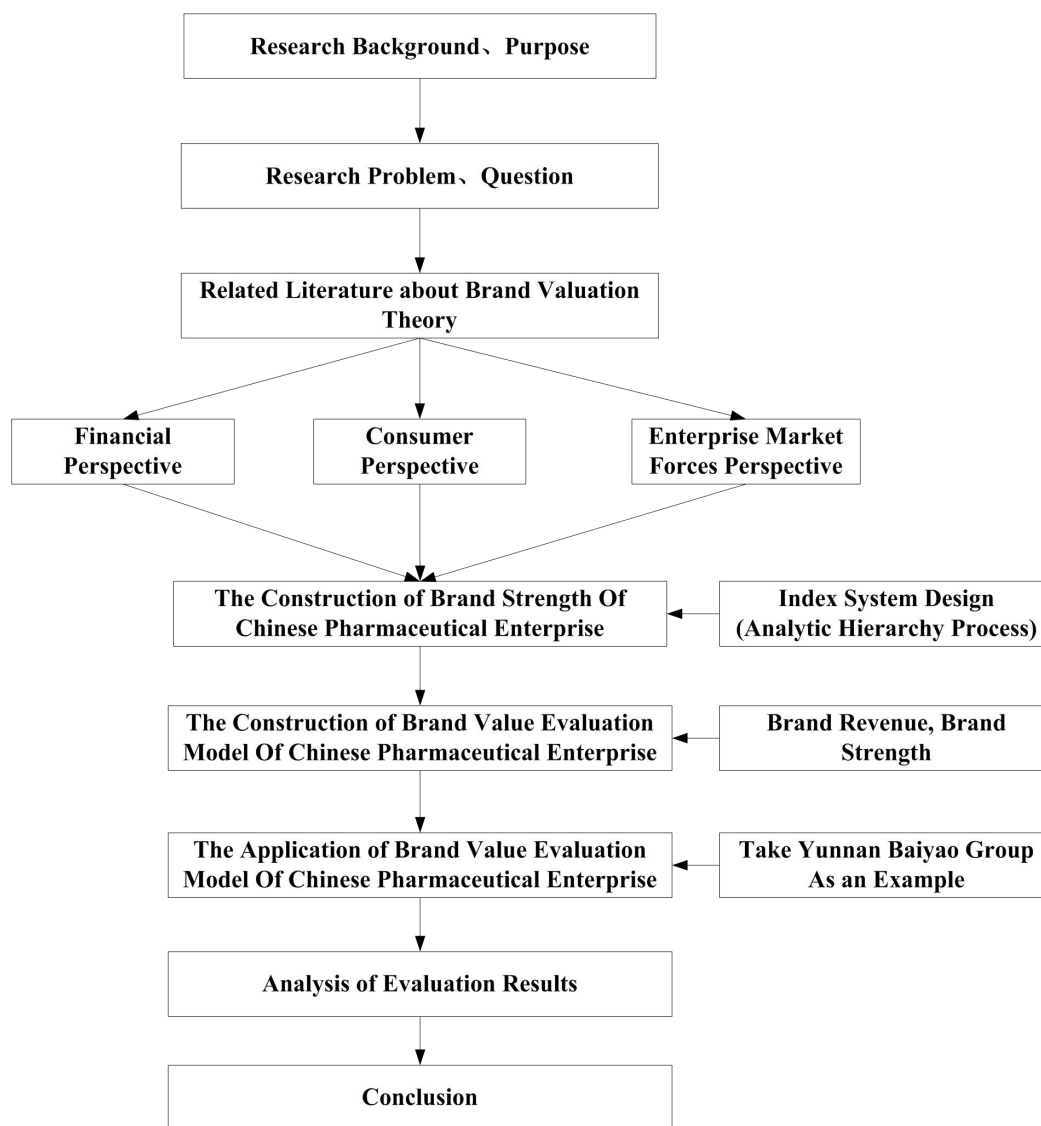 Research Background、Purpose
Research Problem、Question
Related Literature about Brand Valuation
Theory
Financial
Perspective
Consumer
Perspective
Enterprise Market
Forces Perspective
The Construction of Brand Strength Of
Chinese Pharmaceutical Enterprise
Index System Design
(Analytic Hierarchy Process)
The Construction of Brand Value Evaluation
Model Of Chinese Pharmaceutical Enterprise
Brand Revenue, Brand
Strength
The Application of Brand Value Evaluation
Model Of Chinese Pharmaceutical Enterprise
Take Yunnan Baiyao Group
As an Example
Analysis of Evaluation Results
Conclusion